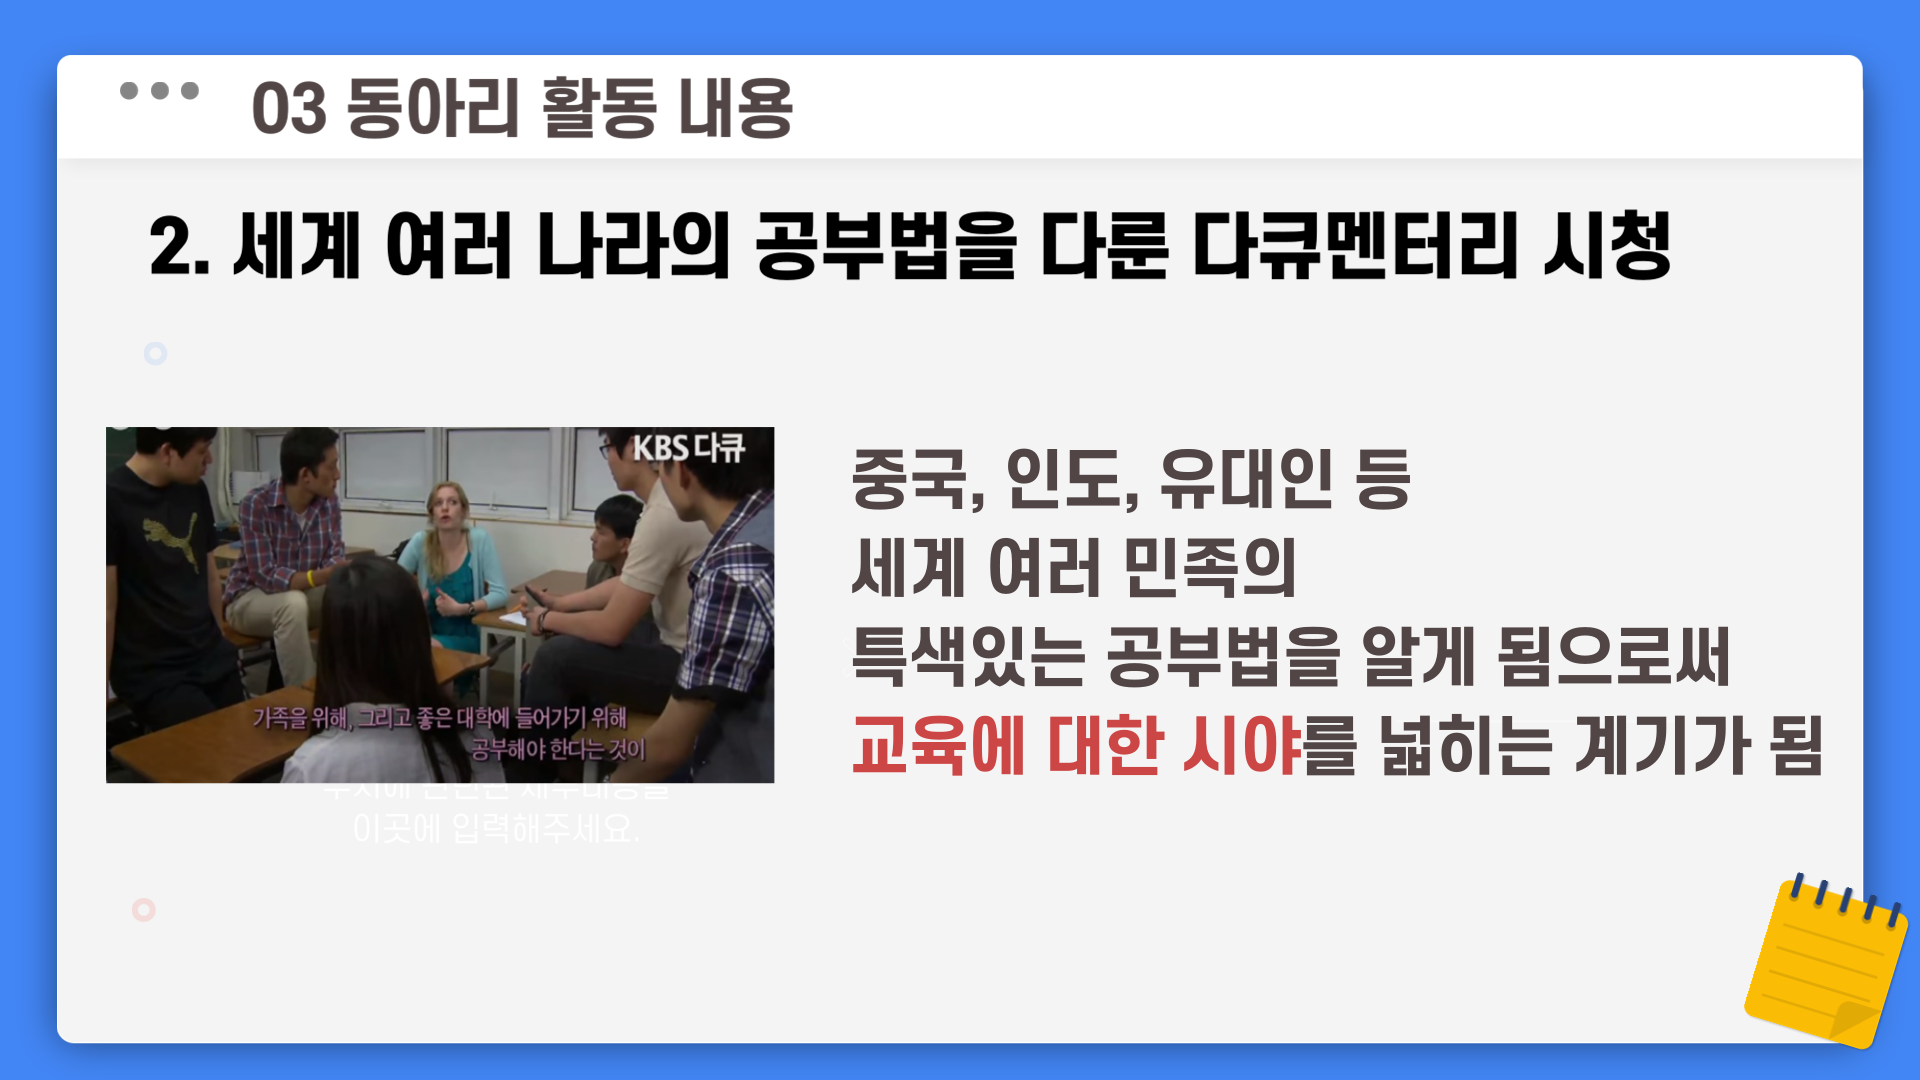 03 동아리 활동 내용
2. 세계 여러 나라의 공부법을 다룬 다큐멘터리 시청
KBS 다큐
가족을 위해, 그리고 좋은 대학에 들어가기 위해
공부해야 한다는 것이
중국, 인도, 유대인 등
세계 여러 민족의
특색있는 공부법을 알게 됨으로써
교육에 대한 시야를 넓히는 계기가 됨
이곳에 입력해주세요.